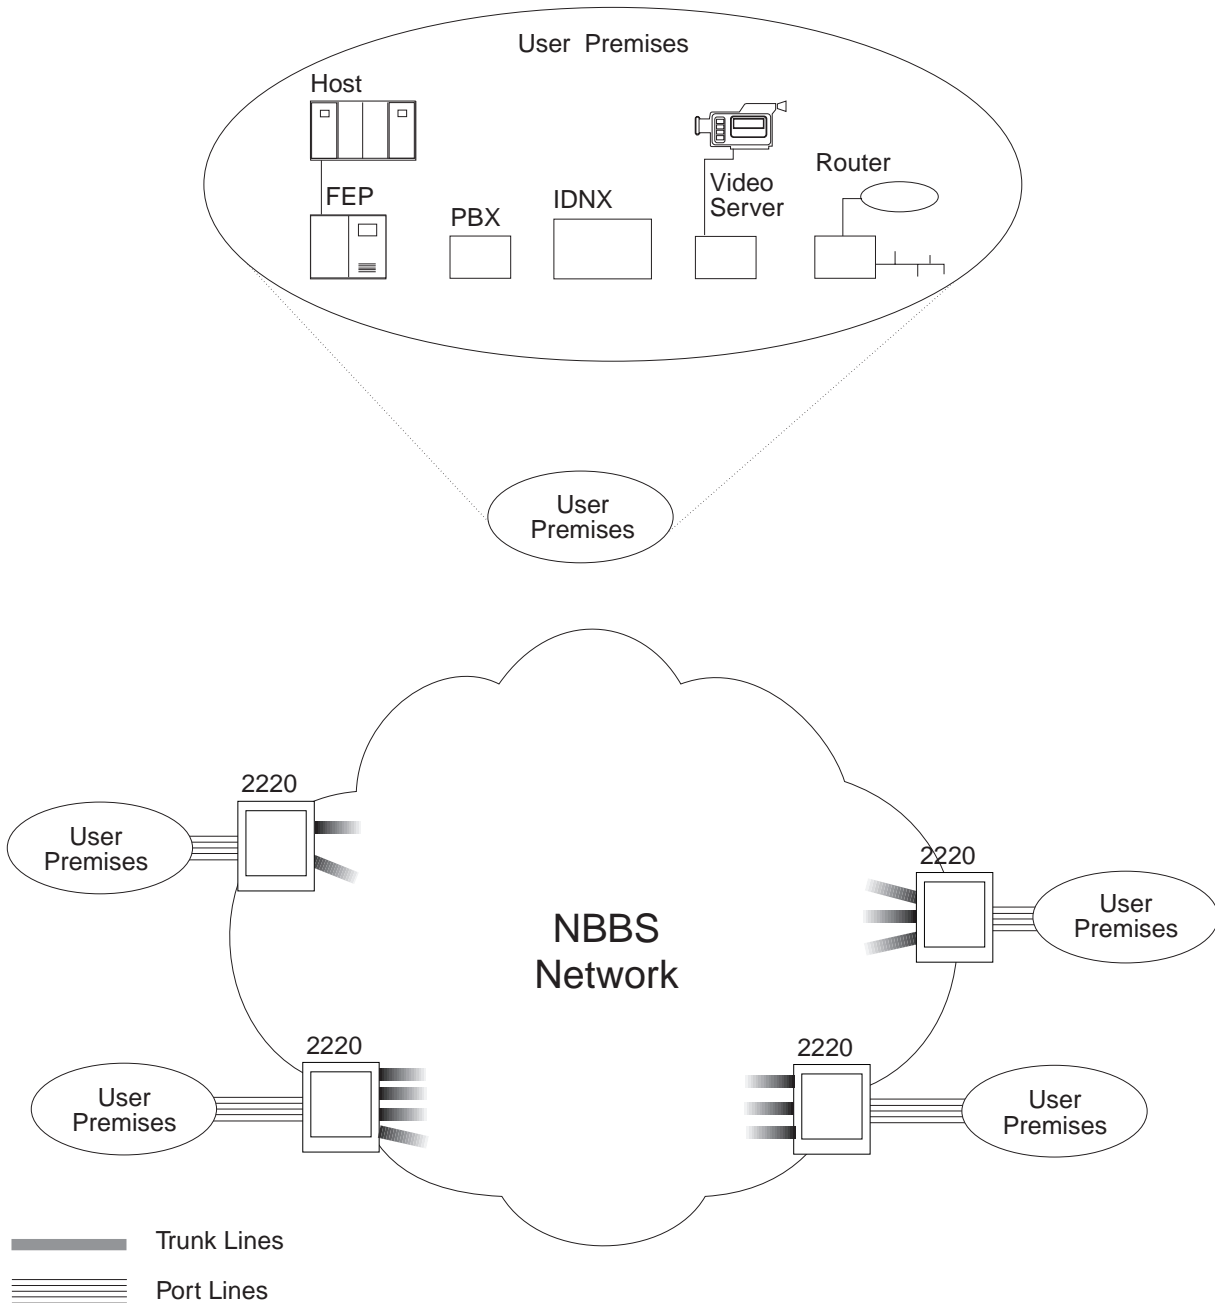 User Premises
Host
FEP
PBX
IDNX
Video
Server
Router
User
Premises
2220
User
Premises
2220
User
Premises
NBBS
Network
2220
User
Premises
2220
User
Premises
Trunk Lines
Port Lines